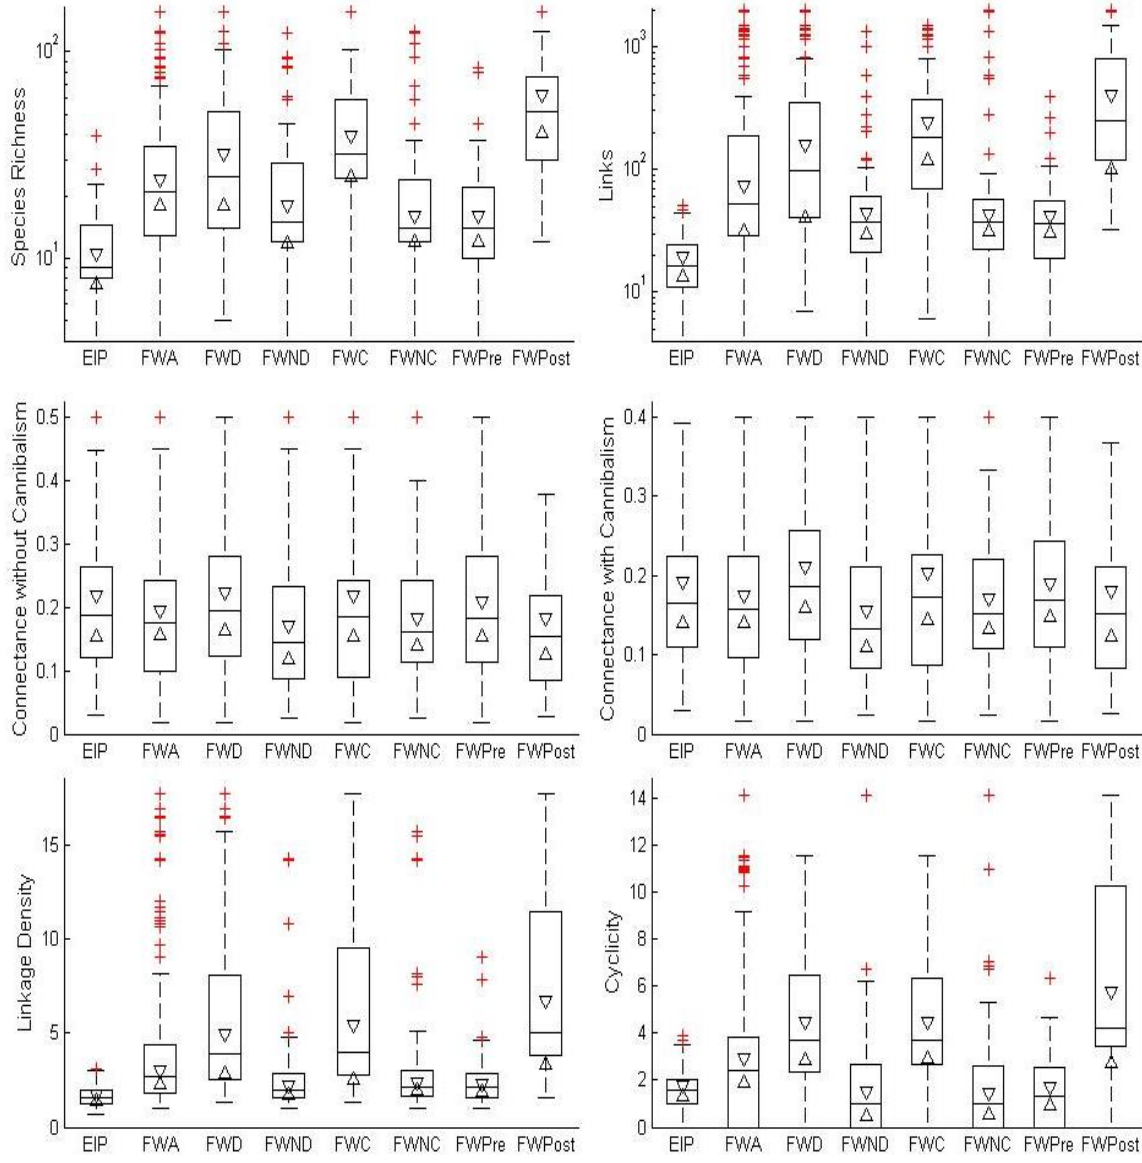 Species Richness
10²
10¹
EIP FWA FWD FWND FWC FWNC FWPre FWPost
Links
10³
10²
10¹
EIP FWA FWD FWND FWC FWNC FWPre FWPost
Connectance without Cannibalism
0.5
0.4
0.3
0.2
0.1
0
EIP FWA FWD FWND FWC FWNC FWPre FWPost
Connectance with Cannibalism
0.4
0.3
0.2
0.1
0
EIP FWA FWD FWND FWC FWNC FWPre FWPost
Linkage Density
15
10
5
0
EIP FWA FWD FWND FWC FWNC FWPre FWPost
Cyclicity
14
12
10
8
6
4
2
0
EIP FWA FWD FWND FWC FWNC FWPre FWPost